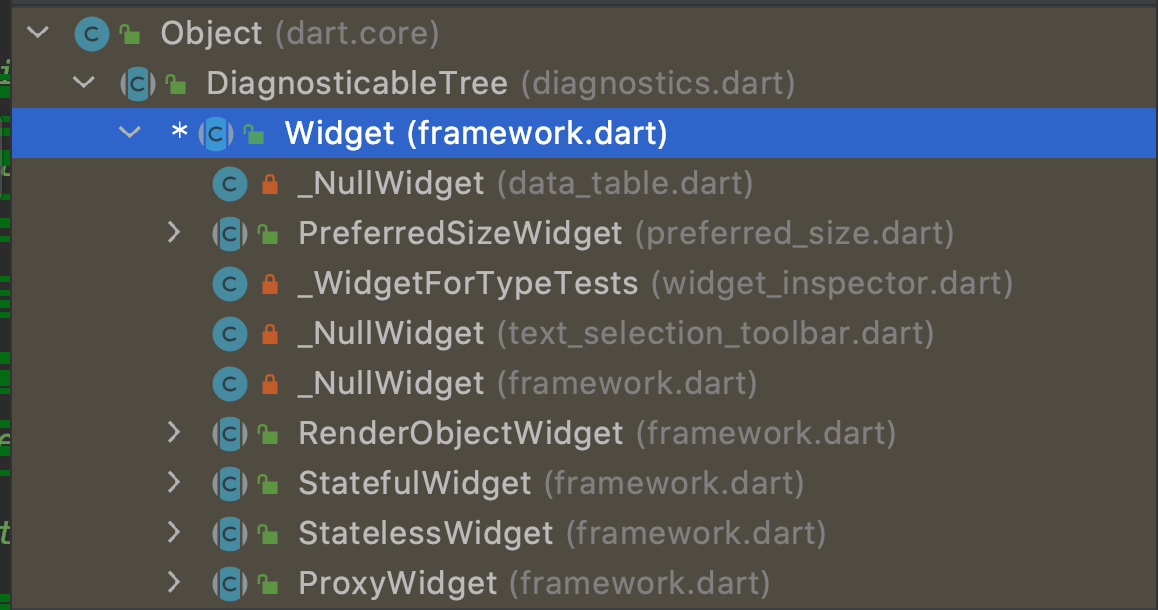 Object (dart.core)
DiagnosticableTree (diagnostics.dart)
* Widget (framework.dart)
_NullWidget (data_table.dart)
PreferredSizeWidget (preferred_size.dart)
_WidgetForTypeTests (widget_inspector.dart)
_NullWidget (text_selection_toolbar.dart)
_NullWidget (framework.dart)
RenderObjectWidget (framework.dart)
StatefulWidget (framework.dart)
StatelessWidget (framework.dart)
ProxyWidget (framework.dart)